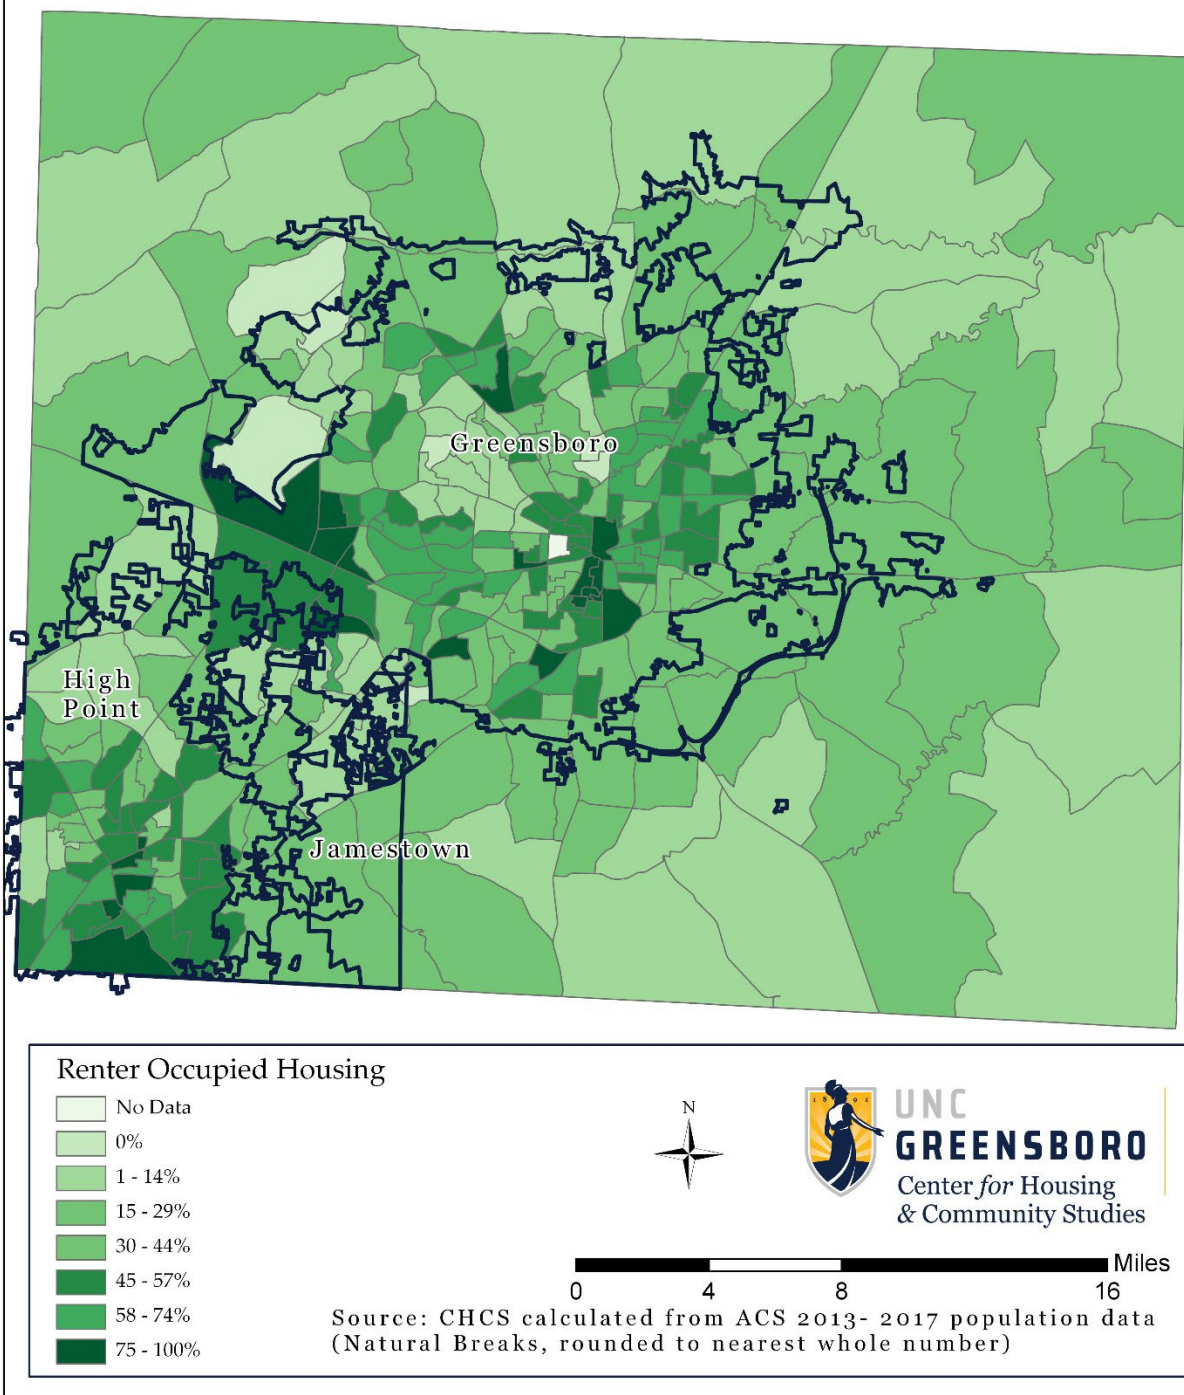 Greensboro
High
Point
Jamestown
Renter Occupied Housing
No Data
0%
1 - 14%
15 - 29%
30 - 44%
45 - 57%
58 - 74%
75 - 100%
N
18 92
UNC
GREENSBORO
Center for Housing
& Community Studies
Miles
0 4 8 16
Source: CHCS calculated from ACS 2013- 2017 population data
(Natural Breaks, rounded to nearest whole number)